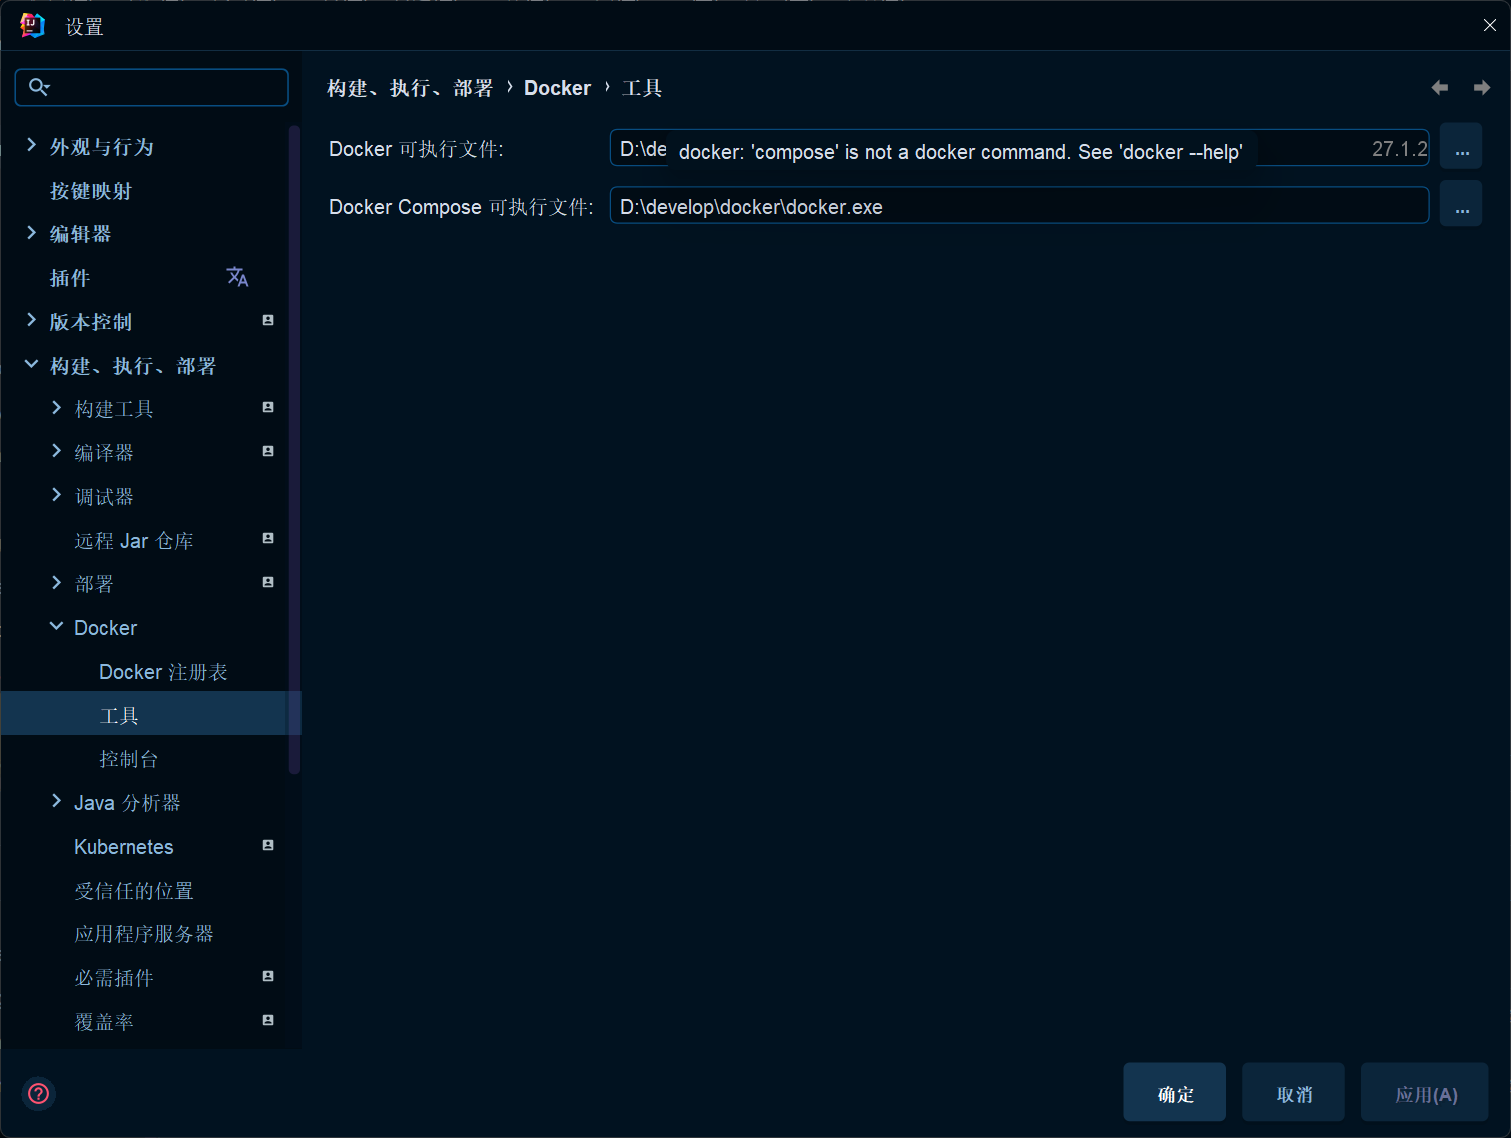 设置
构建、执行、部署 › Docker › 工具
外观与行为
按键映射
编辑器
插件
版本控制
构建、执行、部署
构建工具
编译器
调试器
远程 Jar 仓库
部署
Docker
Docker 注册表
工具
控制台
Java 分析器
Kubernetes
受信任的位置
应用程序服务器
必需插件
覆盖率
Docker 可执行文件:
D:\de
docker: 'compose' is not a docker command. See 'docker --help'
27.1.2
...
Docker Compose 可执行文件:
D:\develop\docker\docker.exe
...
确定
取消
应用(A)